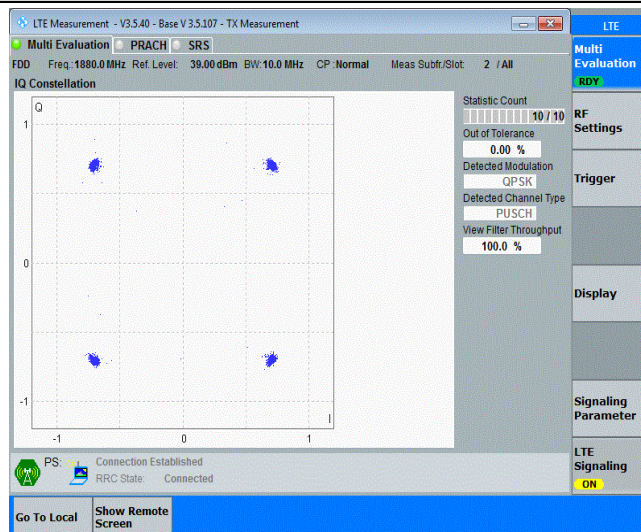 LTE Measurement - V3.5.40 - Base V 3.5.107 - TX Measurement
Multi Evaluation PRACH SRS
FDD Freq.:1880.0 MHz Ref. Level: 39.00 dBm BW:10.0 MHz CP :Normal Meas Subfr./Slot: 2 / All
IQ Constellation
Q
1
0
-1
I
-1 0 1
Statistic Count
10 / 10
Out of Tolerance
0.00 %
Detected Modulation
QPSK
Detected Channel Type
PUSCH
View Filter Throughput
100.0 %
PS: Connection Established
RRC State: Connected
LTE
Multi
Evaluation
RDY
RF
Settings
Trigger
Display
Signaling
Parameter
LTE
Signaling
ON
Go To Local
Show Remote
Screen